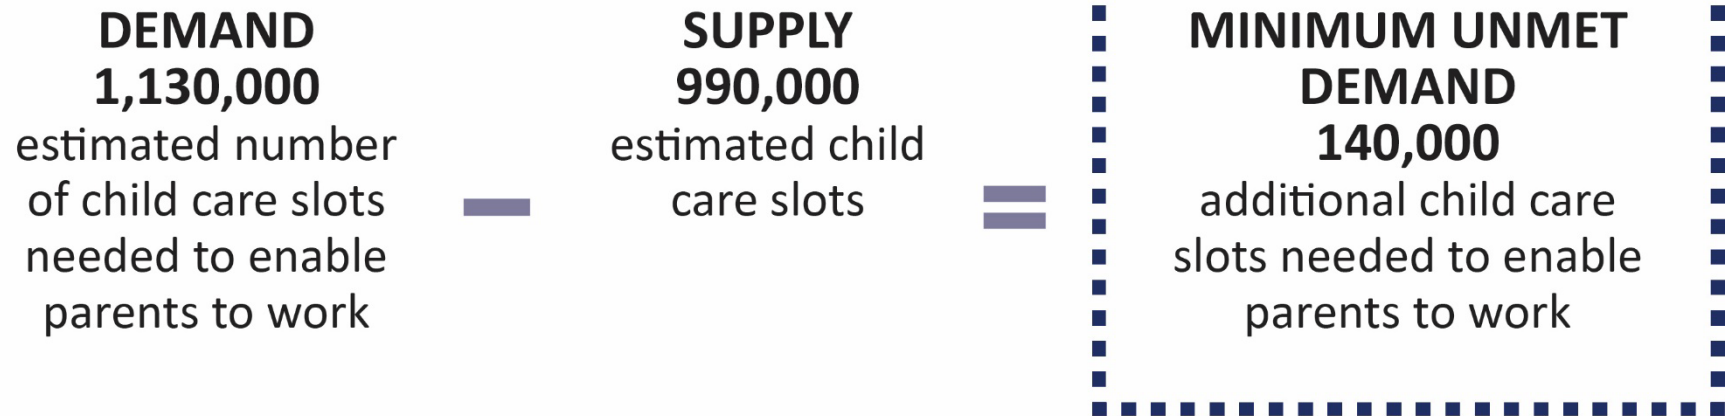 DEMAND
1,130,000
estimated number
of child care slots
needed to enable
parents to work
SUPPLY
990,000
estimated child
care slots
MINIMUM UNMET
DEMAND
140,000
additional child care
slots needed to enable
parents to work